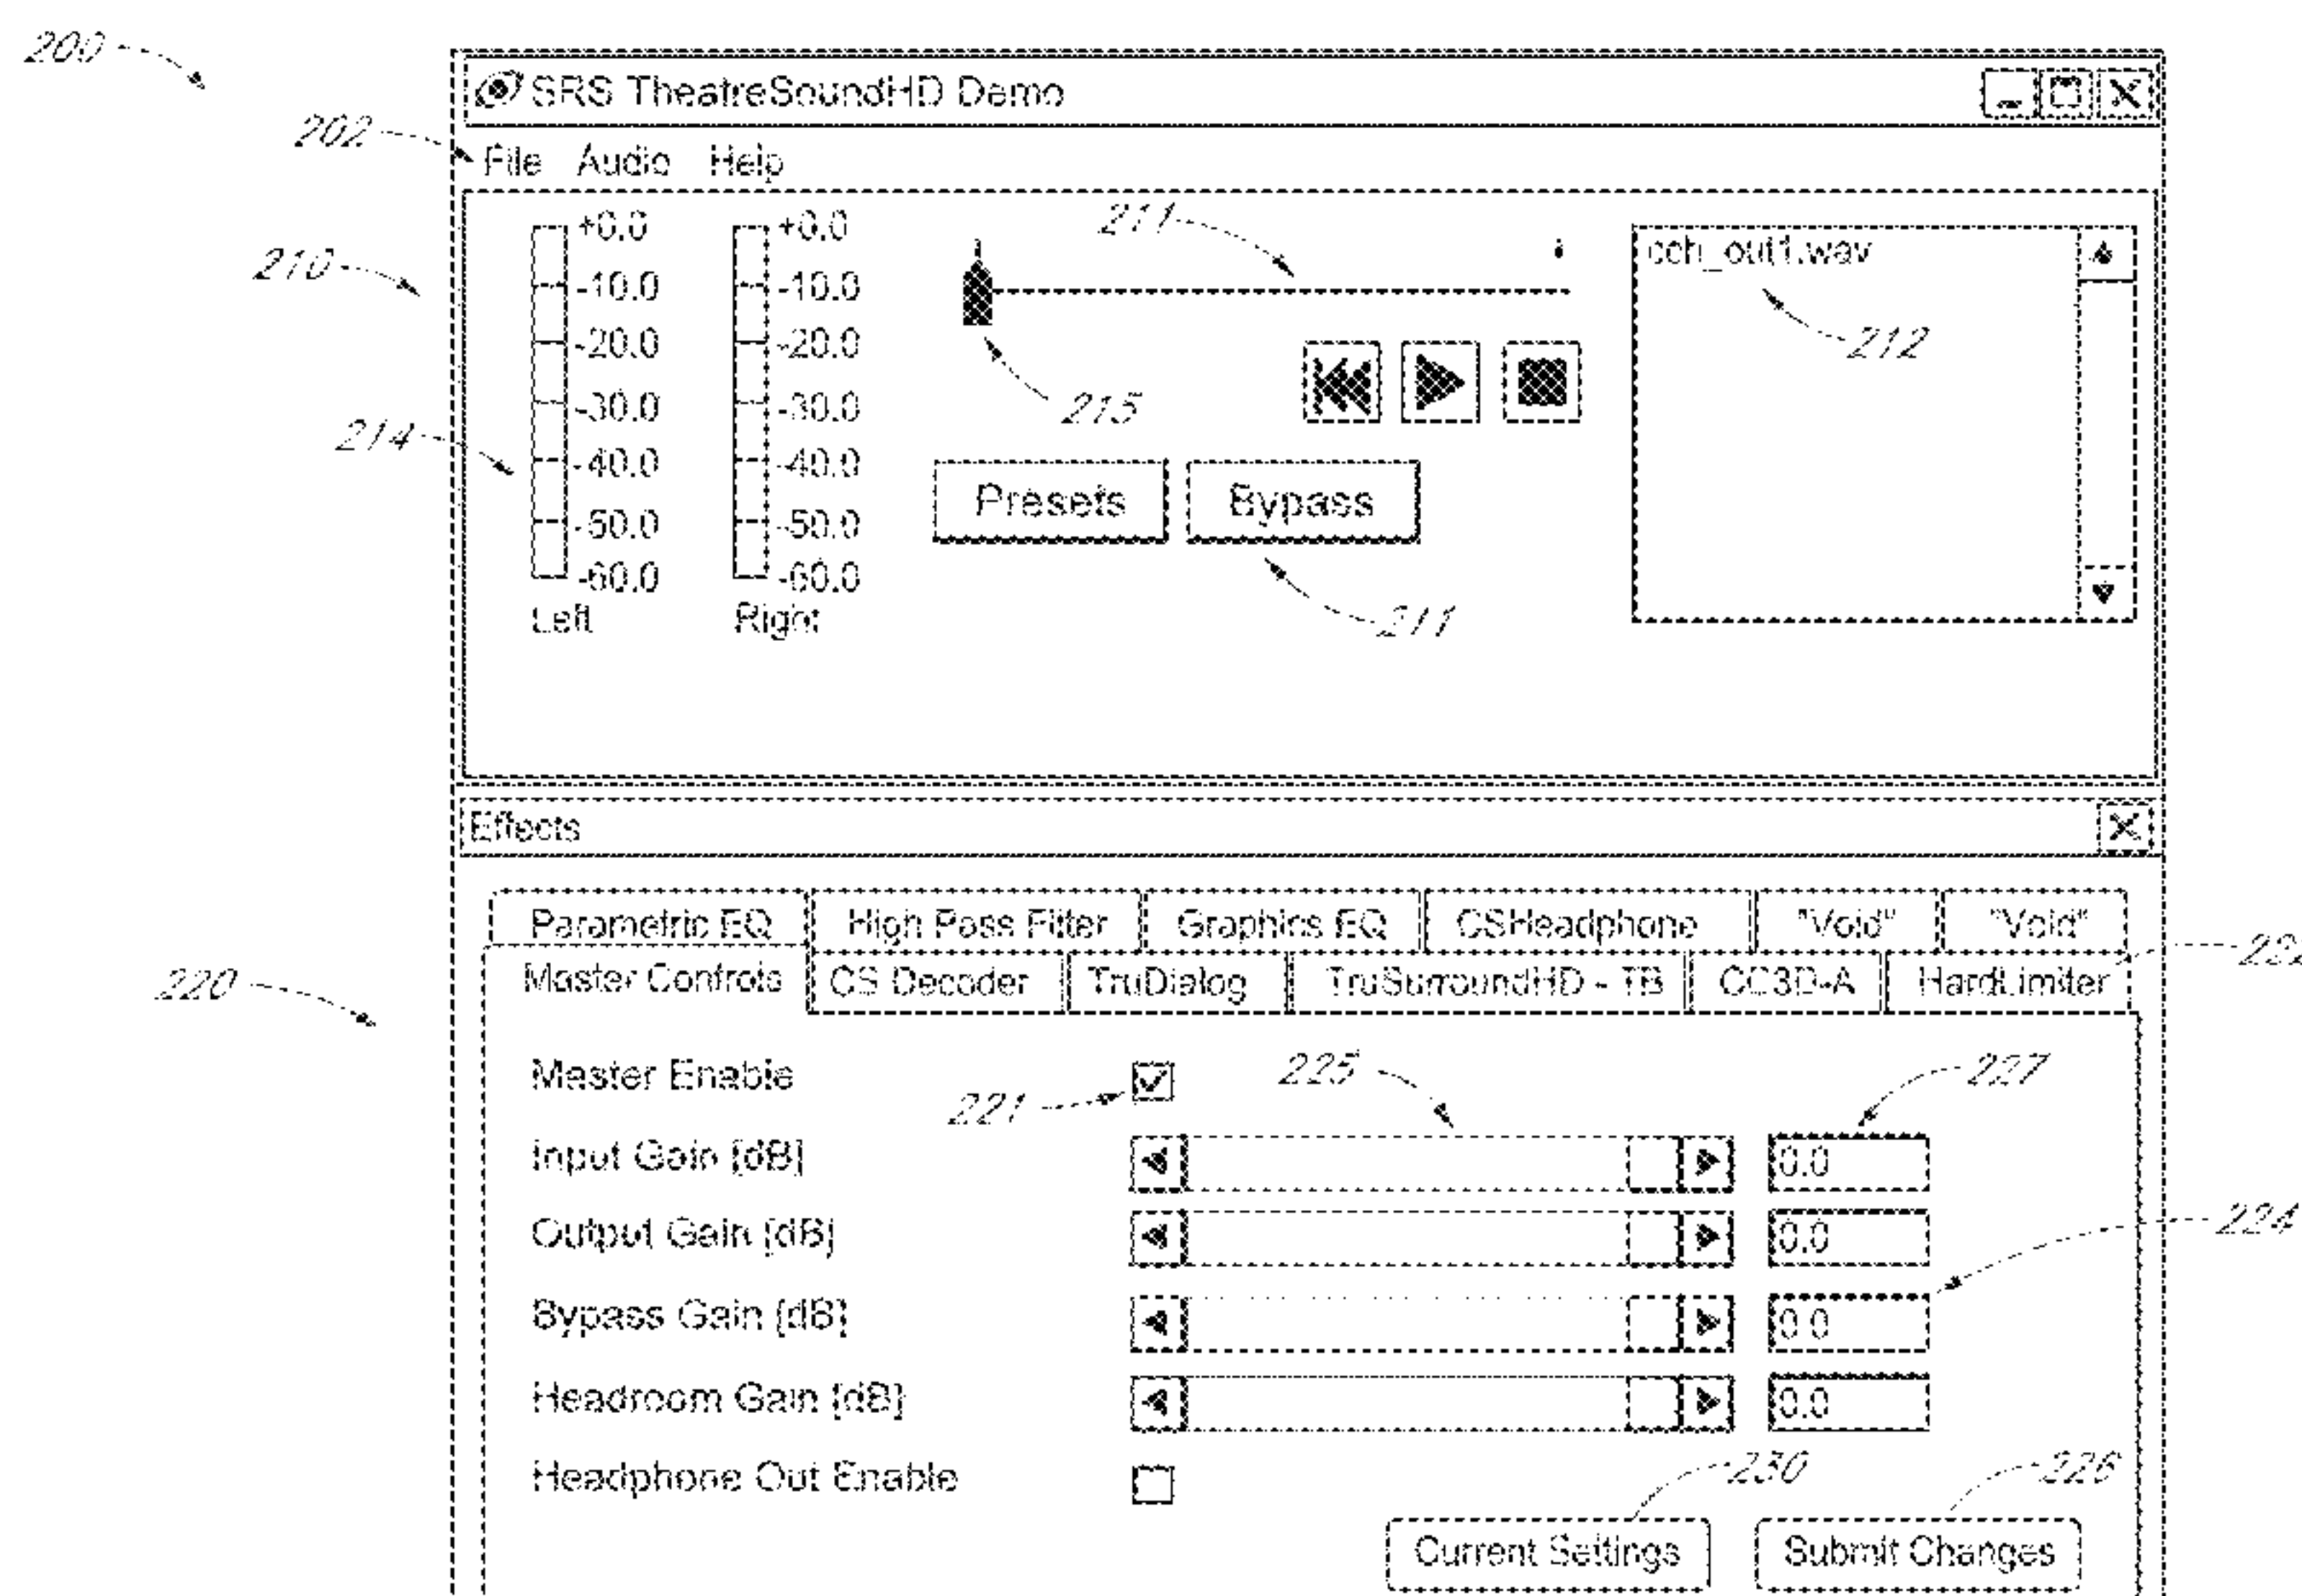 200
SRS TheatreSoundHD Demo
202
File Audio Help
210
+0.0 +0.0 211 cch_out1.wav
-10.0 -10.0
-20.0 -20.0 212
-30.0 -30.0 215
214
-40.0 -40.0
Presets Bypass
-50.0 -50.0
-60.0 -60.0
Left Right 211
Effects
Parametric EQ High Pass Filter Graphics EQ CSHeadphone "Void" "Void"
220 Master Controls CS Decoder TruDialog TruSurroundHD - TB CC3D-A HardLimiter
Master Enable 221 225 227
Input Gain [dB] 0.0
Output Gain [dB] 0.0 224
Bypass Gain [dB] 0.0
Headroom Gain [dB] 0.0
Headphone Out Enable 230 226
Current Settings Submit Changes